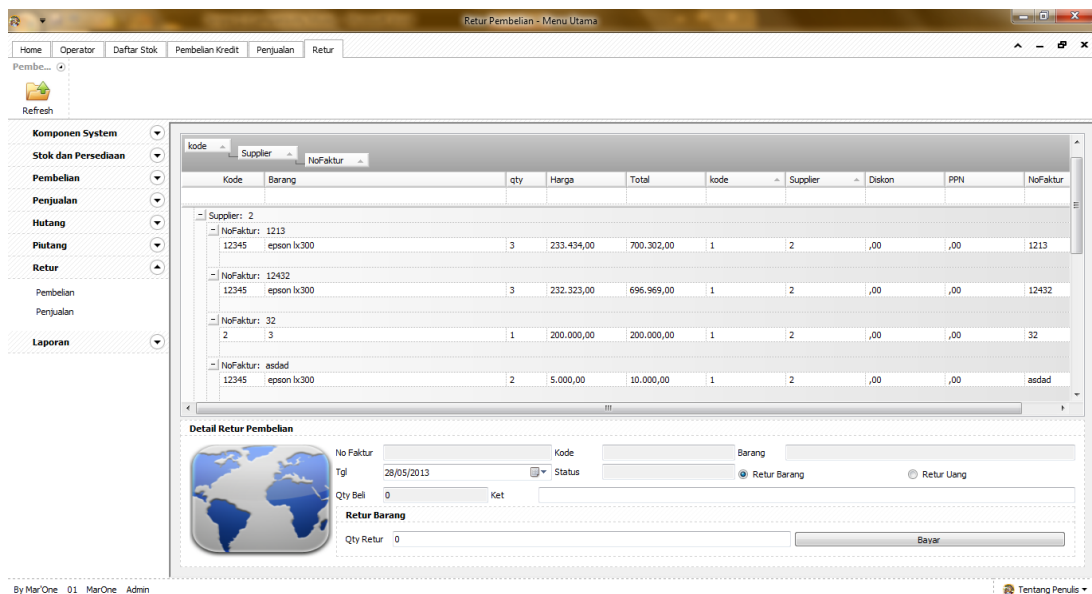 Retur Pembelian - Menu Utama
Home Operator Daftar Stok Pembelian Kredit Penjualan Retur
Pembe...
Refresh
Komponen System
Stok dan Persediaan
Pembelian
Penjualan
Hutang
Piutang
Retur
Pembelian
Penjualan
Laporan
kode
Supplier
NoFaktur
Kode Barang qty Harga Total kode Supplier Diskon PPN NoFaktur
Supplier: 2
NoFaktur: 1213
12345 epson lx300 3 233.434,00 700.302,00 1 2 ,00 ,00 1213
NoFaktur: 12432
12345 epson lx300 3 232.323,00 696.969,00 1 2 ,00 ,00 12432
NoFaktur: 32
2 3 1 200.000,00 200.000,00 1 2 ,00 ,00 32
NoFaktur: asdad
12345 epson lx300 2 5.000,00 10.000,00 1 2 ,00 ,00 asdad
Detail Retur Pembelian
No Faktur Kode Barang
Tgl 28/05/2013 Status Retur Barang Retur Uang
Qty Beli 0 Ket
Retur Barang
Qty Retur 0 Bayar
By Mar'One 01 MarOne Admin Tentang Penulis